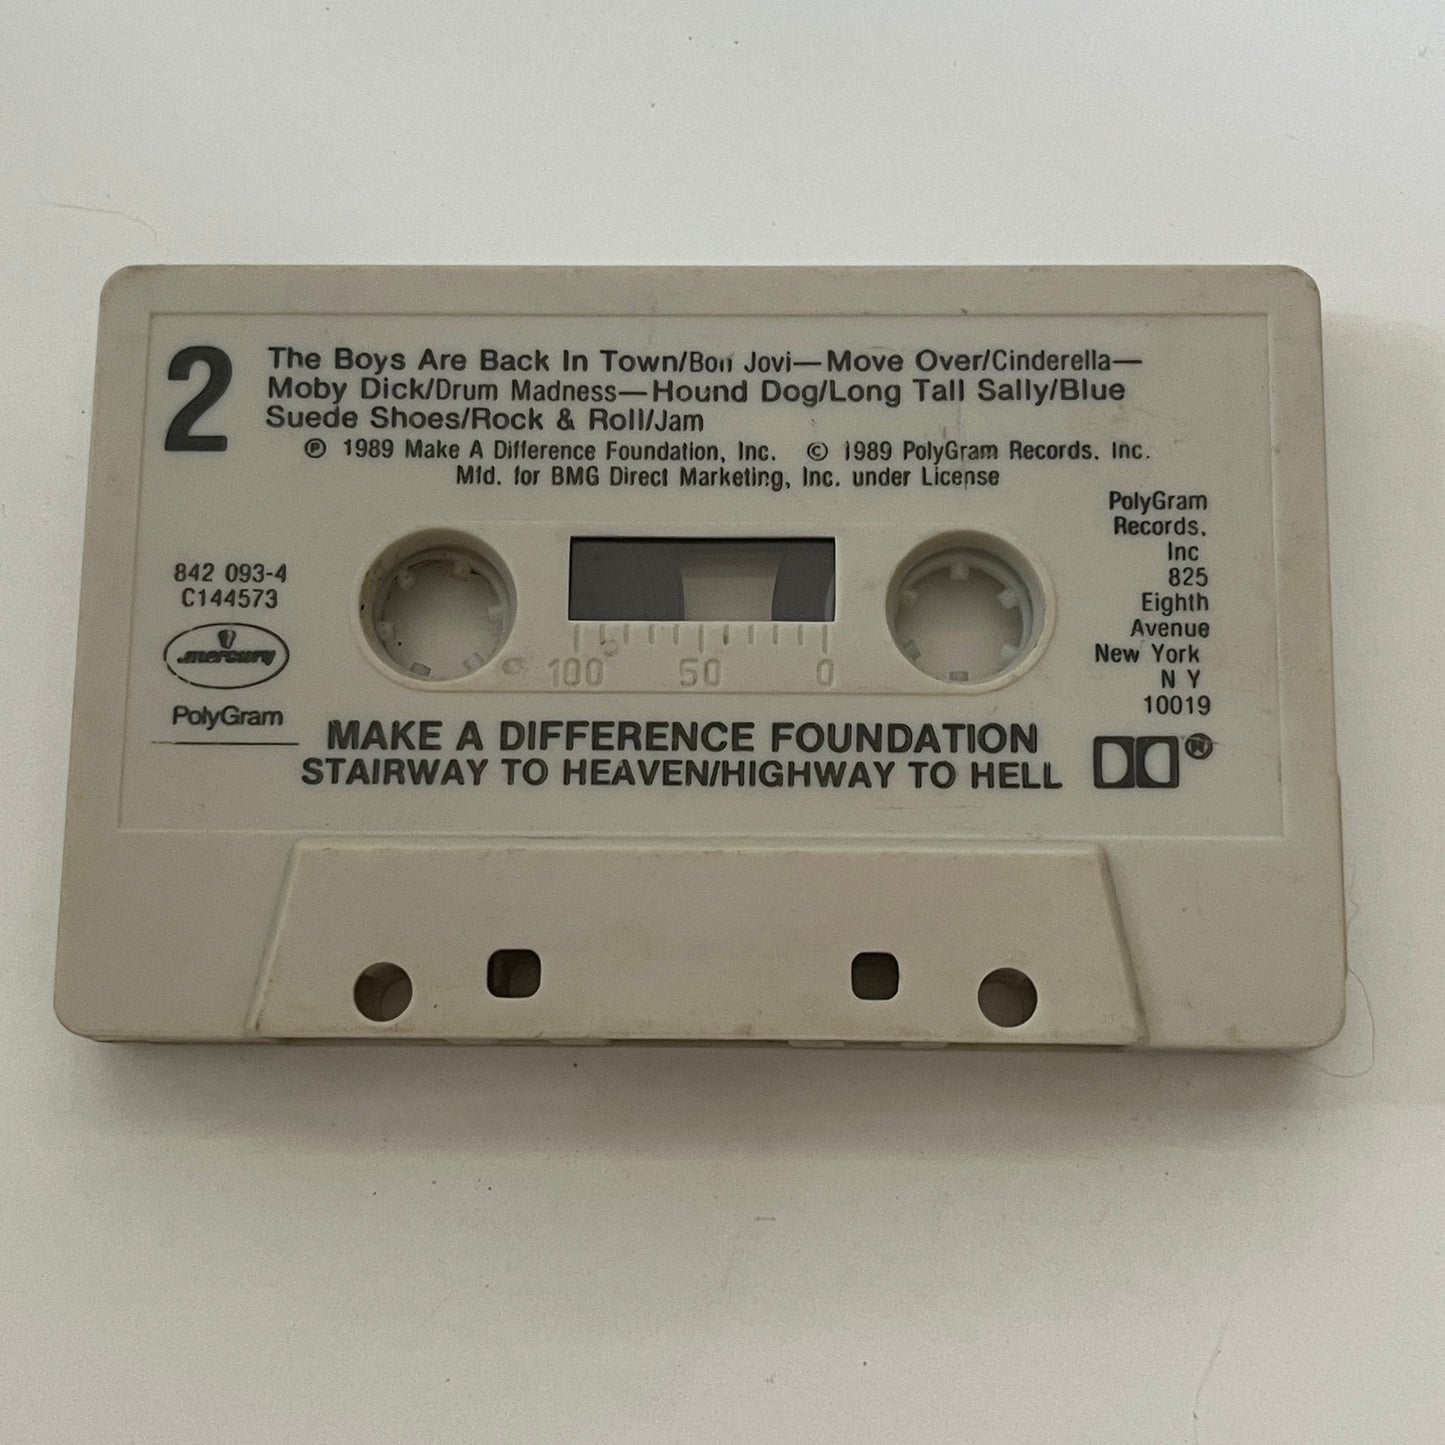 2
The Boys Are Back In Town/Bon Jovi—Move Over/Cinderella—
Moby Dick/Drum Madness—Hound Dog/Long Tall Sally/Blue
Suede Shoes/Rock & Roll/Jam
℗ 1989 Make A Difference Foundation, Inc. © 1989 PolyGram Records, Inc.
Mfd. for BMG Direct Marketing, Inc. under License
PolyGram
Records,
Inc
825
Eighth
Avenue
New York
N Y
10019
842 093-4
C144573
mercury
PolyGram
100 50 0
MAKE A DIFFERENCE FOUNDATION
STAIRWAY TO HEAVEN/HIGHWAY TO HELL
®